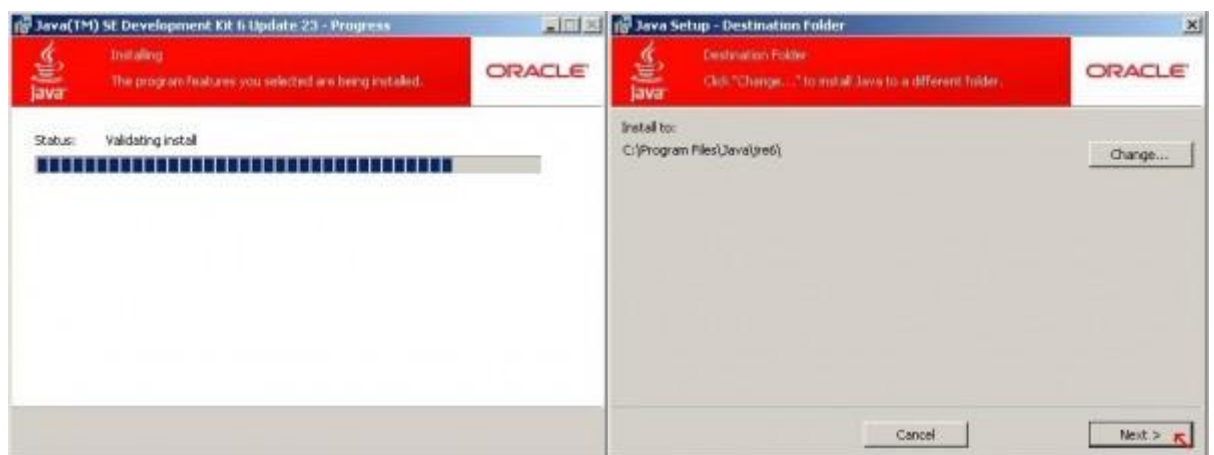 Java(TM) SE Development Kit 6 Update 23 - Progress
Installing
The program features you selected are being installed.
Java
ORACLE
Status: Validating install
Java Setup - Destination Folder
Destination Folder
Click "Change..." to install Java to a different folder.
Java
ORACLE
Install to:
C:\Program Files\Java\jre6\
Change...
Cancel
Next >